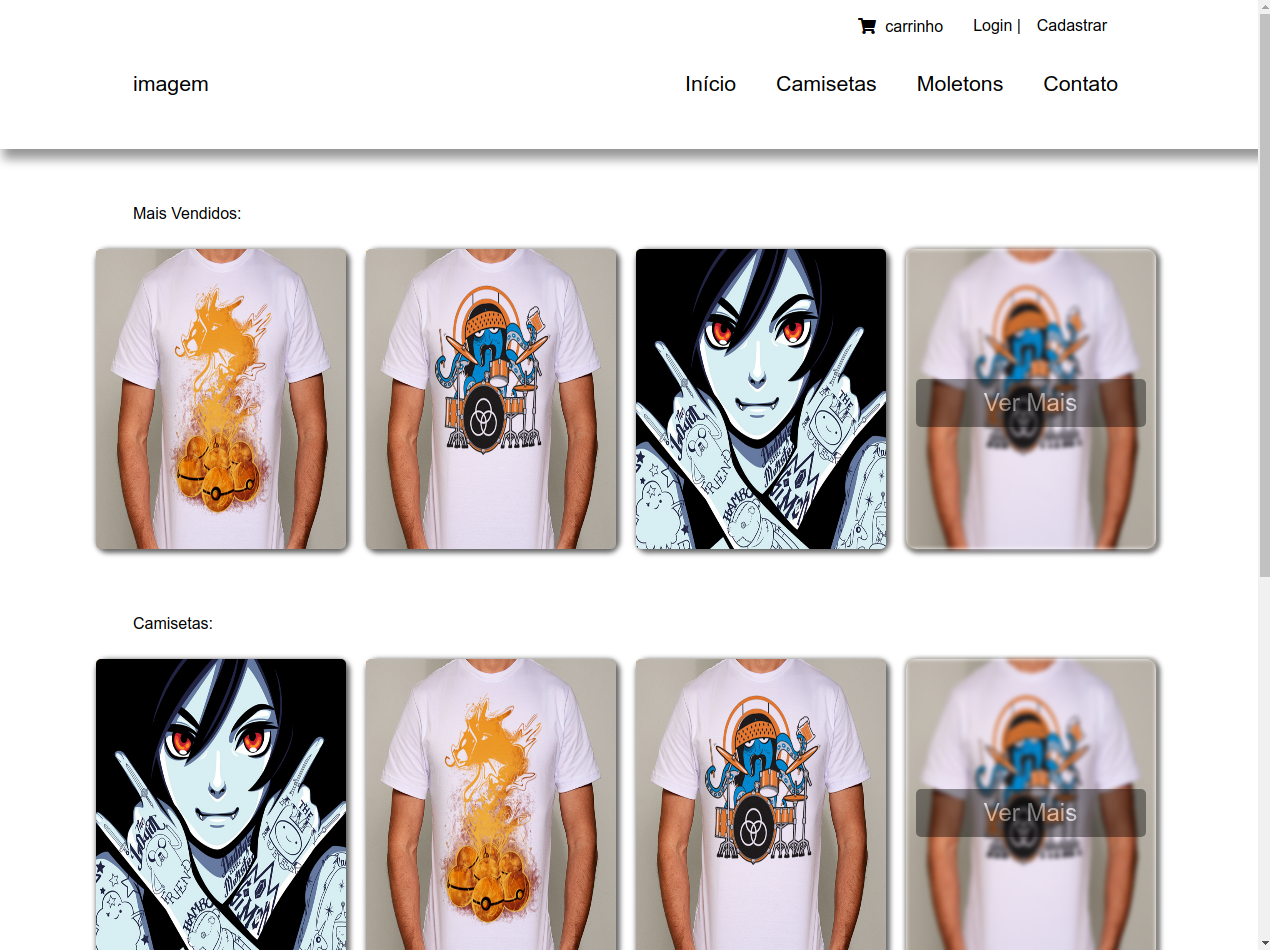 carrinho Login | Cadastrar
imagem Início Camisetas Moletons Contato
Mais Vendidos:
Ver Mais
Camisetas:
Ver Mais